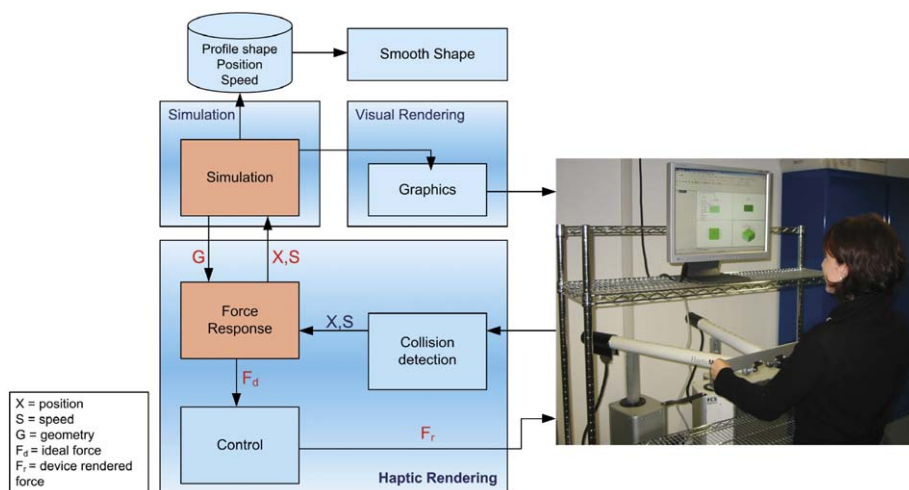 Profile shape
Position
Speed
Smooth Shape
Simulation
Visual Rendering
Simulation
Graphics
G
X,S
Force
Response
X,S
Collision
detection
F_d
Control
F_r
Haptic Rendering
X = position
S = speed
G = geometry
F_d = ideal force
F_r = device rendered
force